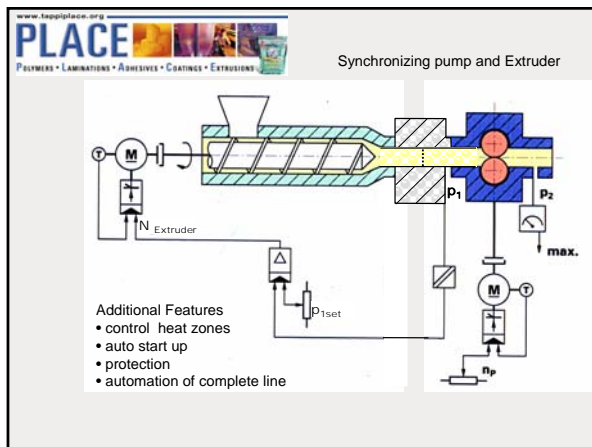 www.tappiplace.org
PLACE
POLYMERS • LAMINATIONS • ADHESIVES • COATINGS • EXTRUSIONS
Synchronizing pump and Extruder
T
M
N_Extruder
p1set
p1
p2
max.
M
T
nP
Additional Features
• control heat zones
• auto start up
• protection
• automation of complete line